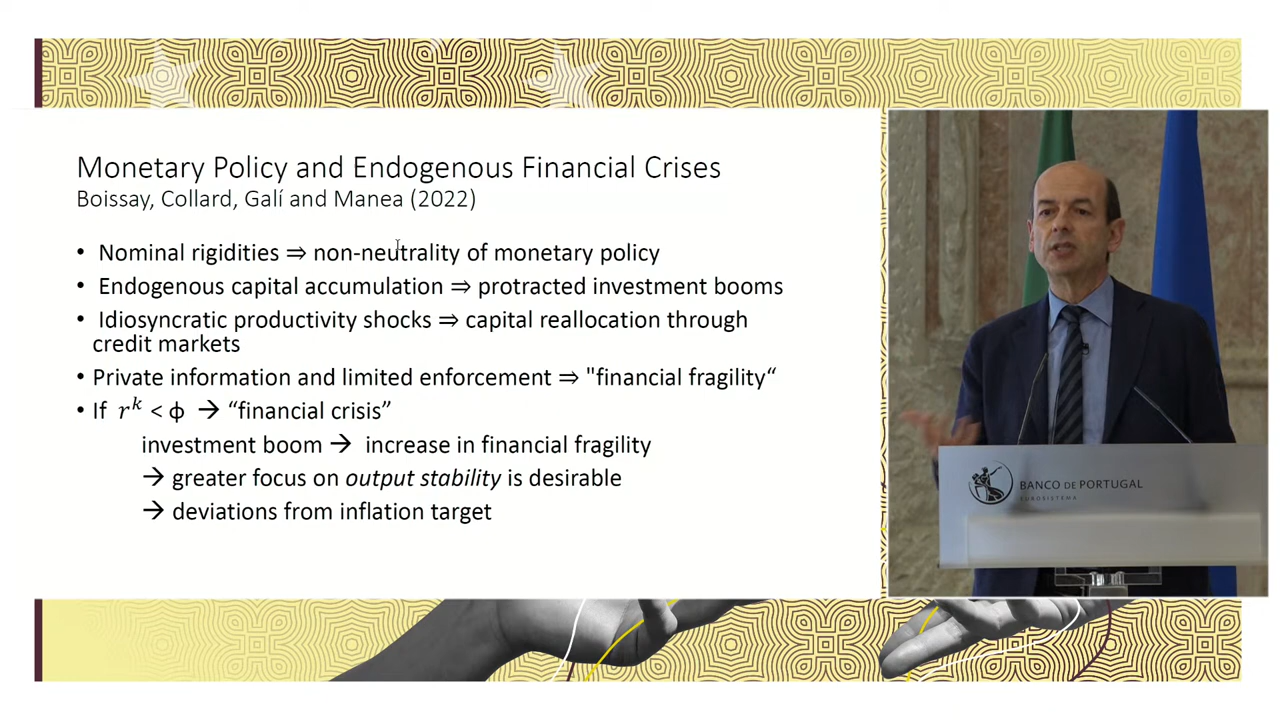 Monetary Policy and Endogenous Financial Crises
Boissay, Collard, Galí and Manea (2022)
• Nominal rigidities ⇒ non-neutrality of monetary policy
• Endogenous capital accumulation ⇒ protracted investment booms
• Idiosyncratic productivity shocks ⇒ capital reallocation through
credit markets
• Private information and limited enforcement ⇒ "financial fragility“
• If r^k < ϕ → “financial crisis”
investment boom → increase in financial fragility
→ greater focus on output stability is desirable
→ deviations from inflation target
BANCO DE PORTUGAL
EUROSISTEMA